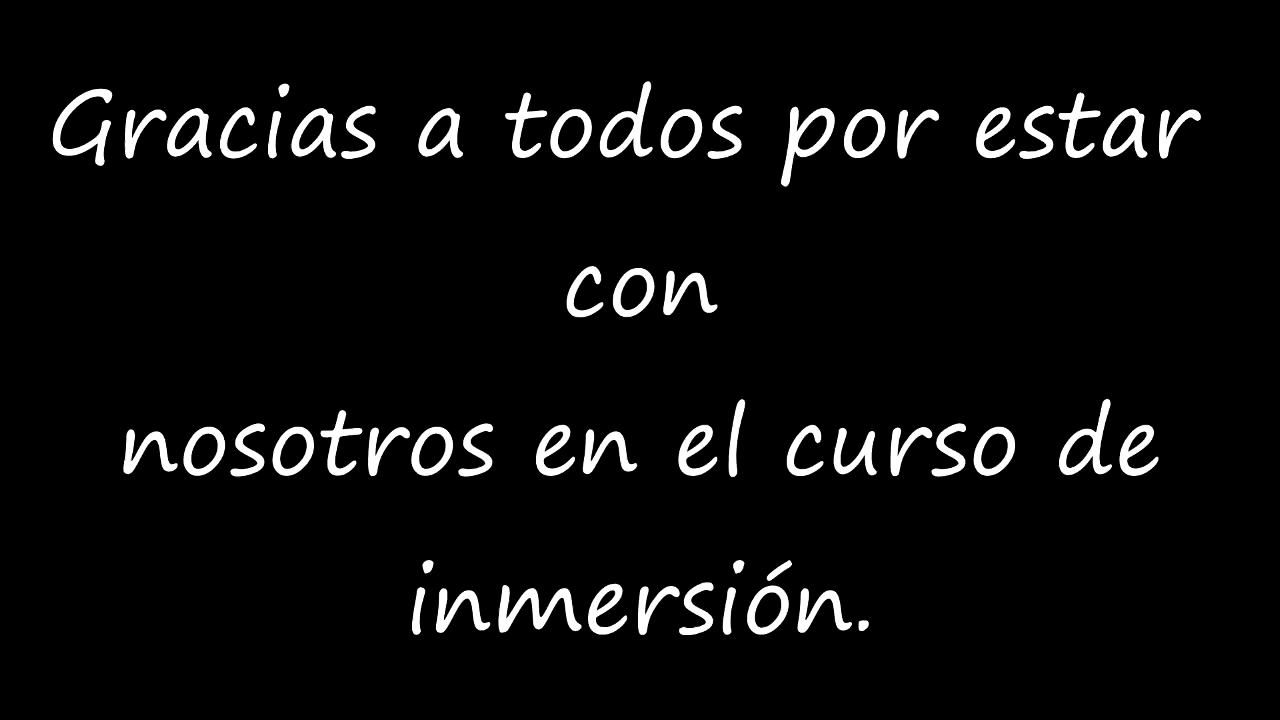 Gracias a todos por estar
con
nosotros en el curso de
inmersión.